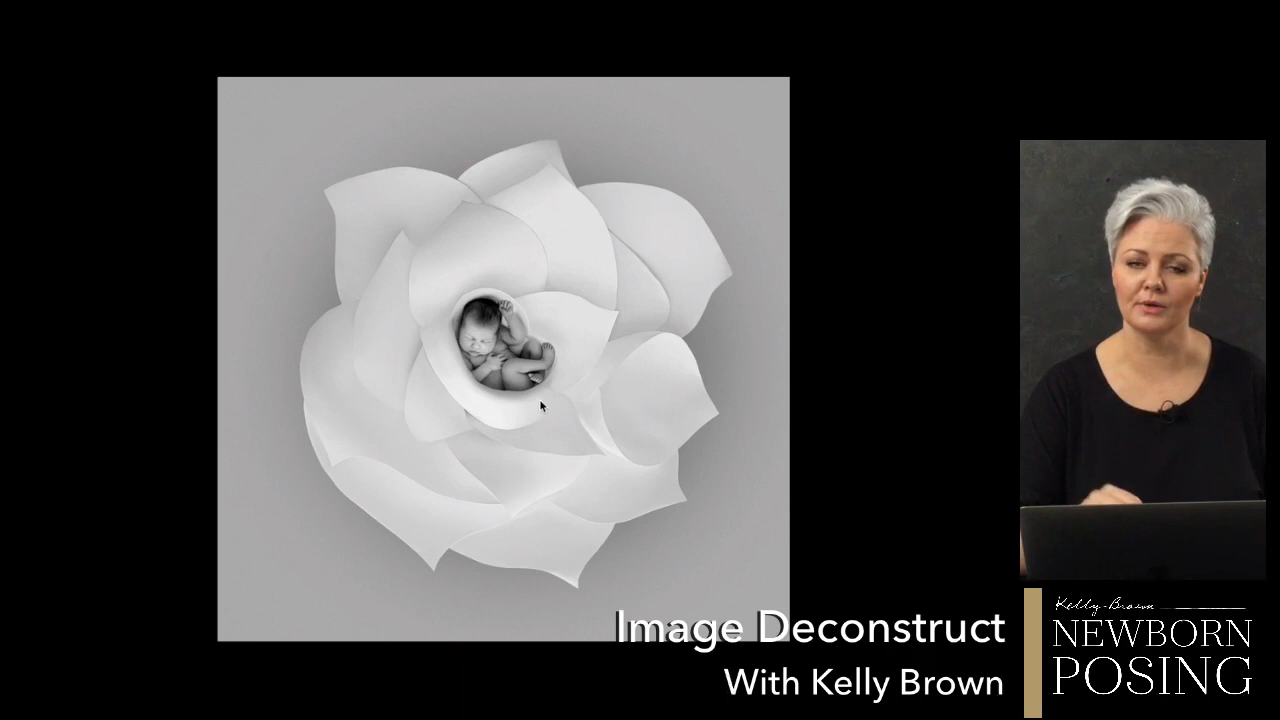 Image Deconstruct
With Kelly Brown
Kelly Brown
NEWBORN
POSING